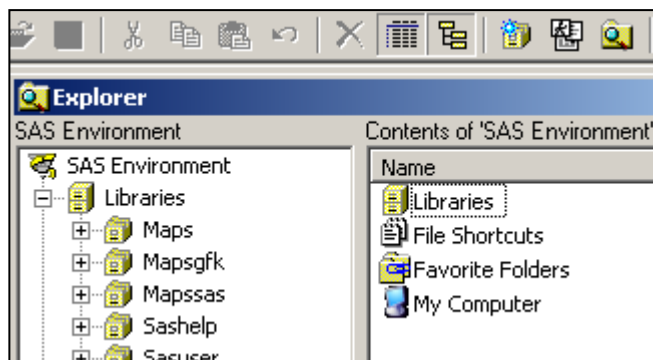 Explorer
SAS Environment
SAS Environment
Libraries
Maps
Mapsgfk
Mapssas
Sashelp
Sasuser
Contents of 'SAS Environment'
Name
Libraries
File Shortcuts
Favorite Folders
My Computer